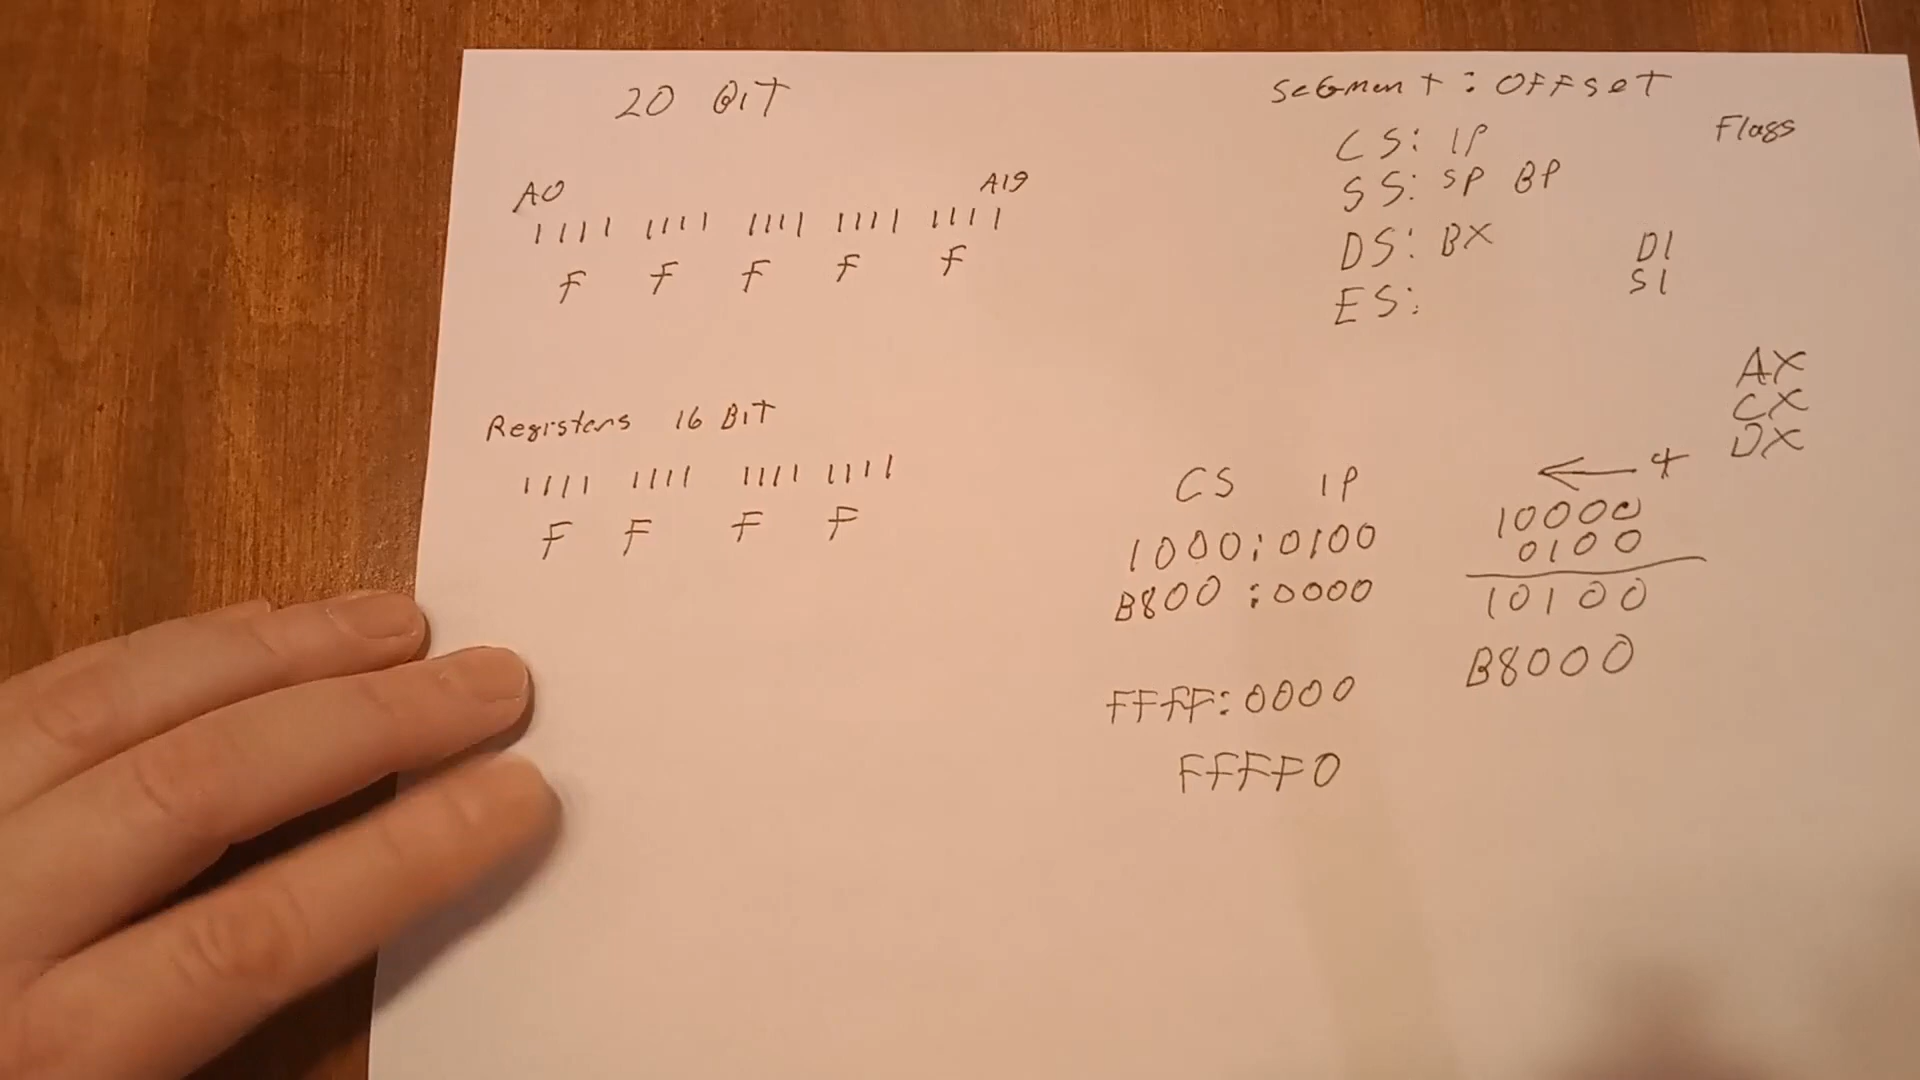 20 BIT
A0 A19
1111 1111 1111 1111 1111
F F F F F
Registers 16 BIT
1111 1111 1111 1111
F F F F
SeGment : OFFset
Flags
CS: IP
SS: SP BP
DS: BX
ES:
DI
SI
AX
CX
DX
CS IP
1000:0100
B800:0000
FFFF:0000
FFFF0
← 4
10000
0100
10100
B8000